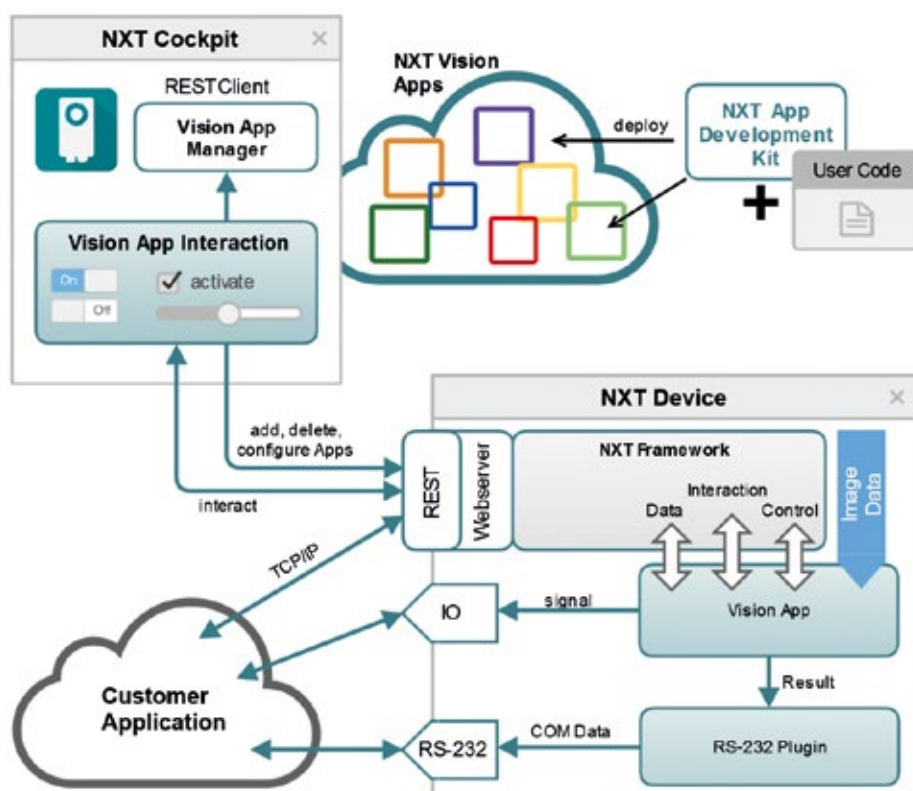 NXT Cockpit
RESTClient
Vision App
Manager
Vision App Interaction
On
Off
activate
NXT Vision
Apps
deploy
NXT App
Development
Kit
User Code
add, delete,
configure Apps
interact
NXT Device
REST
Webserver
NXT Framework
Interaction
Data
Control
Image
Data
TCP/IP
IO
signal
Vision App
Result
Customer
Application
RS-232
COM Data
RS-232 Plugin